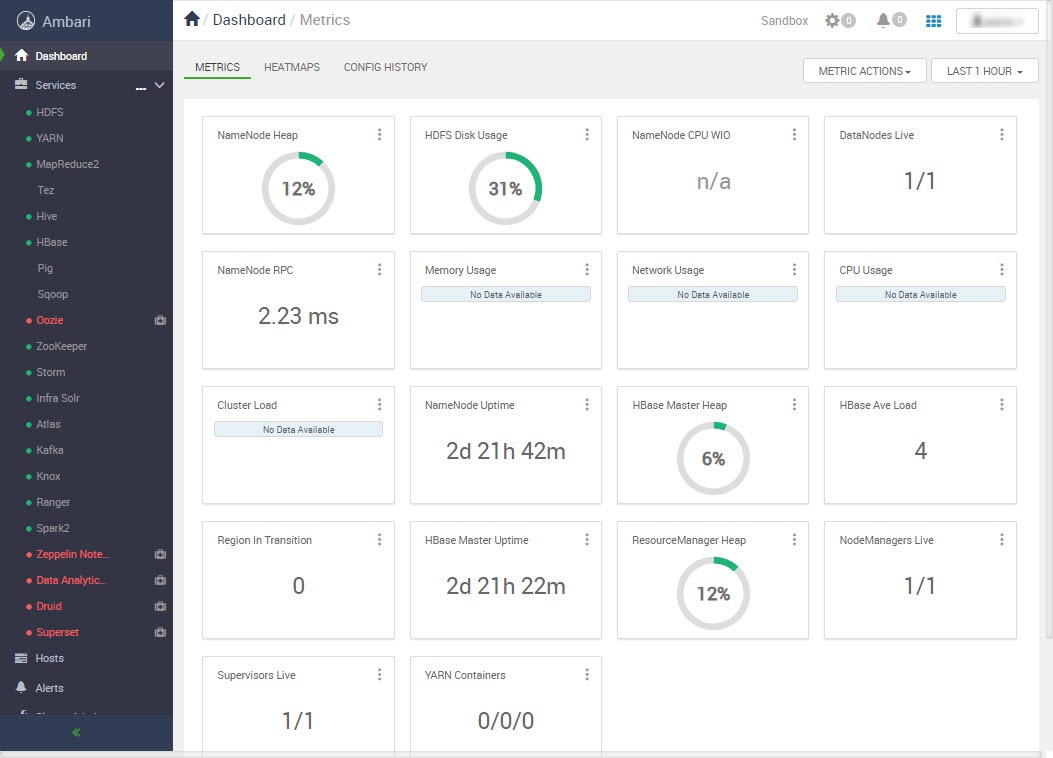 Ambari
Dashboard / Metrics
Sandbox
0
0
Dashboard
Services
...
HDFS
YARN
MapReduce2
Tez
Hive
HBase
Pig
Sqoop
Oozie
ZooKeeper
Storm
Infra Solr
Atlas
Kafka
Knox
Ranger
Spark2
Zeppelin Note...
Data Analytic...
Druid
Superset
Hosts
Alerts
METRICS HEATMAPS CONFIG HISTORY
METRIC ACTIONS LAST 1 HOUR
NameNode Heap
12%
HDFS Disk Usage
31%
NameNode CPU WIO
n/a
DataNodes Live
1/1
NameNode RPC
2.23 ms
Memory Usage
No Data Available
Network Usage
No Data Available
CPU Usage
No Data Available
Cluster Load
No Data Available
NameNode Uptime
2d 21h 42m
HBase Master Heap
6%
HBase Ave Load
4
Region In Transition
0
HBase Master Uptime
2d 21h 22m
ResourceManager Heap
12%
NodeManagers Live
1/1
Supervisors Live
1/1
YARN Containers
0/0/0